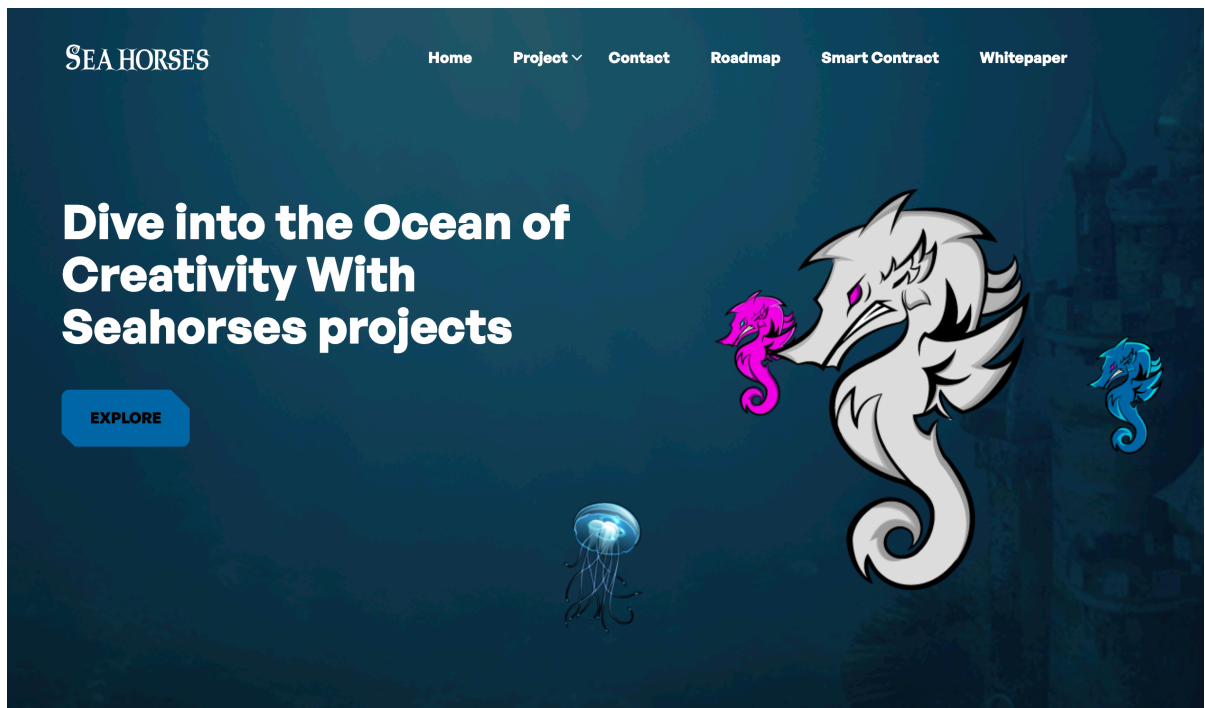 SEA HORSES
Home Project Contact Roadmap Smart Contract Whitepaper
Dive into the Ocean of
Creativity With
Seahorses projects
EXPLORE